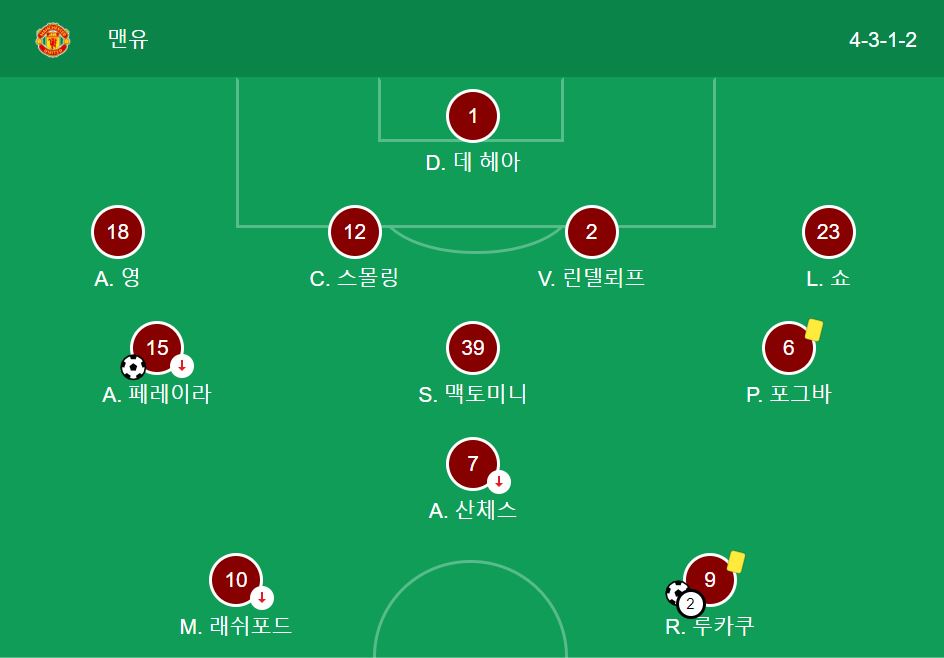 맨유 4-3-1-2
1
D. 데 헤아
18 12 2 23
A. 영 C. 스몰링 V. 린델뢰프 L. 쇼
15 39 6
A. 페레이라 S. 맥토미니 P. 포그바
7
A. 산체스
10 9
2
M. 래쉬포드 R. 루카쿠